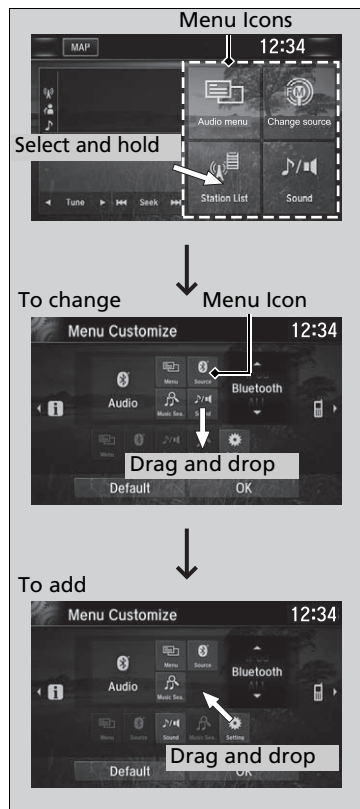 Menu Icons
MAP
12:34
Audio menu
Change source
FM
Select and hold
Tune
Seek
Station List
Sound
To change
Menu Icon
Menu Customize
12:34
Menu
Source
Audio
Bluetooth
Music Sea.
Sound
Menu
Drag and drop
Default
OK
To add
Menu Customize
12:34
Menu
Source
Audio
Bluetooth
Music Sea.
Menu
Source
Sound
Music Sea.
Setting
Drag and drop
Default
OK